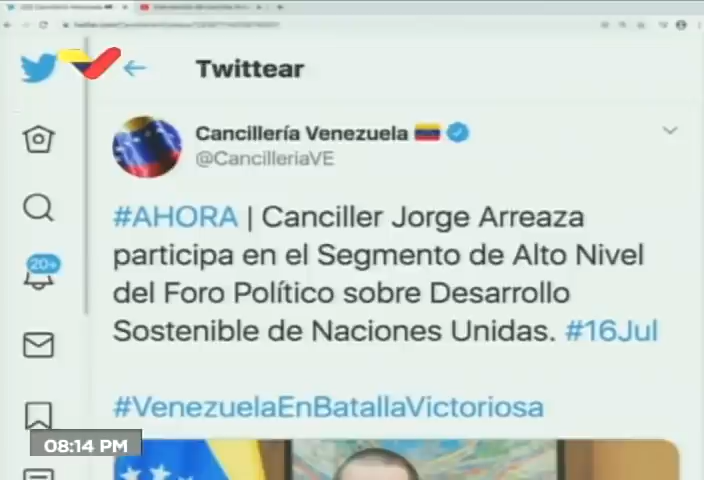 Twittear
Cancillería Venezuela
@CancilleriaVE
#AHORA | Canciller Jorge Arreaza
participa en el Segmento de Alto Nivel
del Foro Político sobre Desarrollo
Sostenible de Naciones Unidas. #16Jul
#VenezuelaEnBatallaVictoriosa
20+
08:14 PM